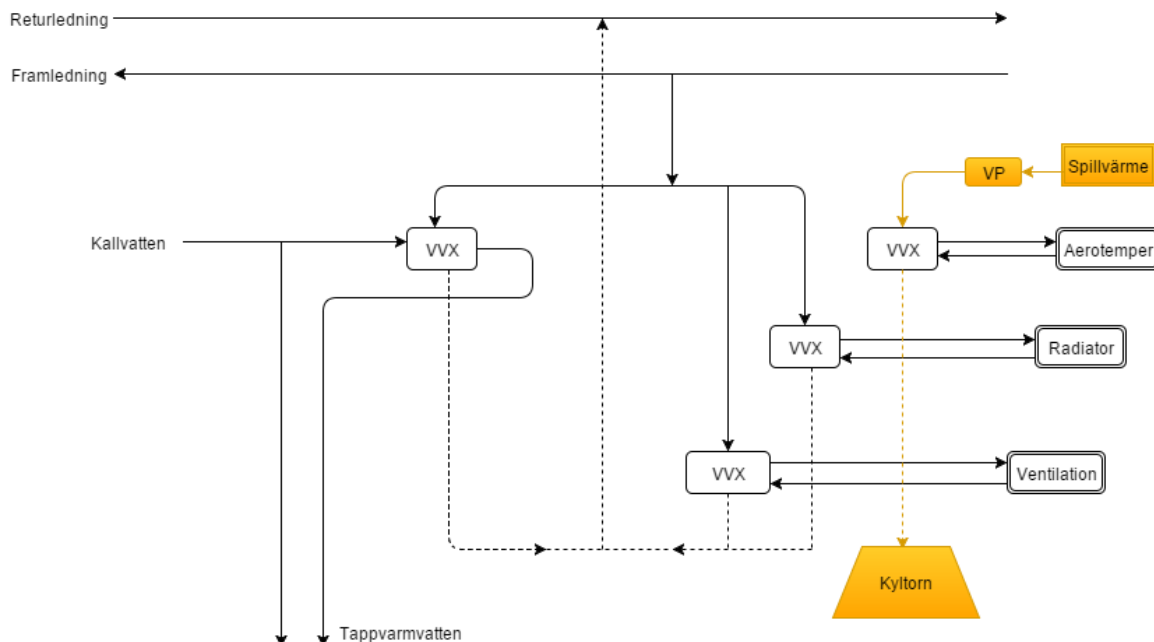 Returledning
Framledning
VP
Spillvärme
Kallvatten
VVX
VVX
Aerotemper
VVX
Radiator
VVX
Ventilation
Kyltorn
Tappvarmvatten